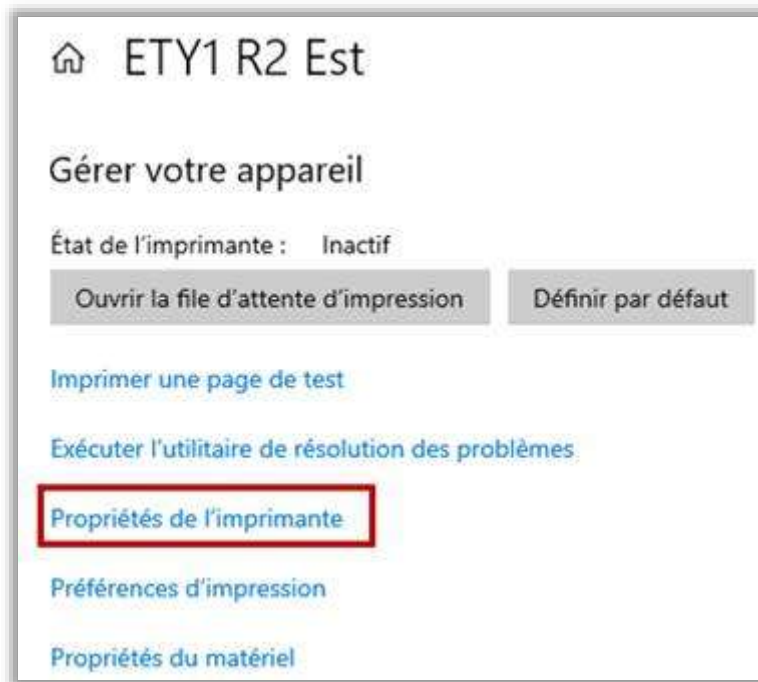 ETY1 R2 Est
Gérer votre appareil
État de l'imprimante : Inactif
Ouvrir la file d'attente d'impression Définir par défaut
Imprimer une page de test
Exécuter l'utilitaire de résolution des problèmes
Propriétés de l'imprimante
Préférences d'impression
Propriétés du matériel